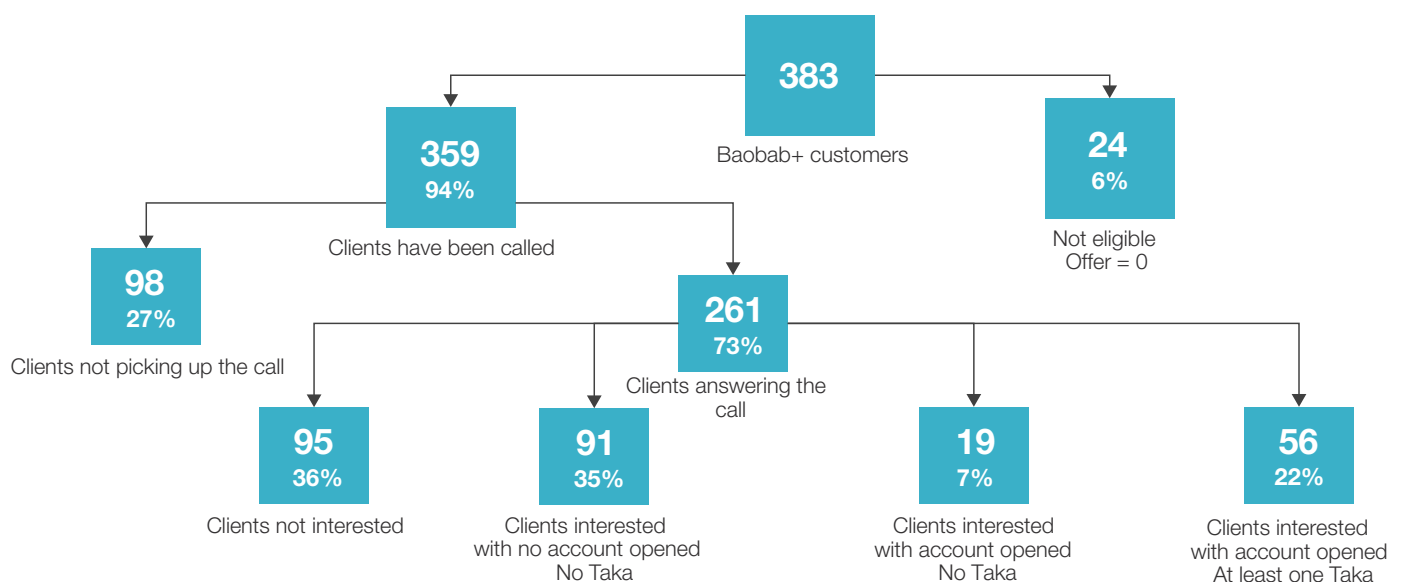 383
Baobab+ customers
359
94%
Clients have been called
24
6%
Not eligible
Offer = 0
98
27%
Clients not picking up the call
261
73%
Clients answering the
call
95
36%
Clients not interested
91
35%
Clients interested
with no account opened
No Taka
19
7%
Clients interested
with account opened
No Taka
56
22%
Clients interested
with account opened
At least one Taka